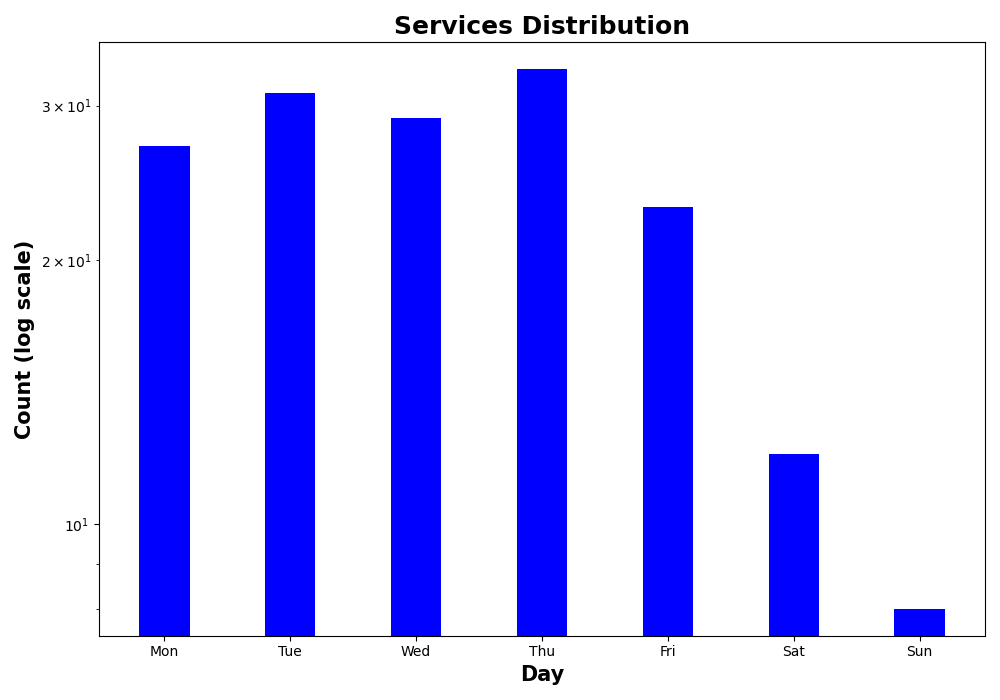 Services Distribution
Count (log scale)
3 × 10¹
2 × 10¹
10¹
Mon Tue Wed Thu Fri Sat Sun
Day